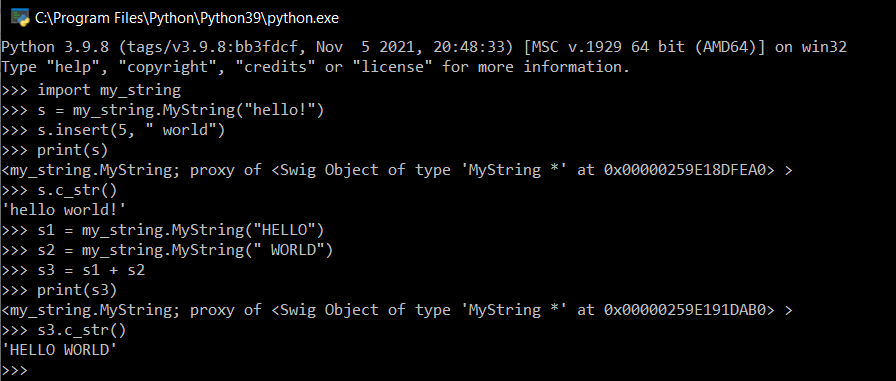 C:\Program Files\Python\Python39\python.exe
Python 3.9.8 (tags/v3.9.8:bb3fdcf, Nov  5 2021, 20:48:33) [MSC v.1929 64 bit (AMD64)] on win32
Type "help", "copyright", "credits" or "license" for more information.
>>> import my_string
>>> s = my_string.MyString("hello!")
>>> s.insert(5, " world")
>>> print(s)
<my_string.MyString; proxy of <Swig Object of type 'MyString *' at 0x00000259E18DFEA0> >
>>> s.c_str()
'hello world!'
>>> s1 = my_string.MyString("HELLO")
>>> s2 = my_string.MyString(" WORLD")
>>> s3 = s1 + s2
>>> print(s3)
<my_string.MyString; proxy of <Swig Object of type 'MyString *' at 0x00000259E191DAB0> >
>>> s3.c_str()
'HELLO WORLD'
>>>